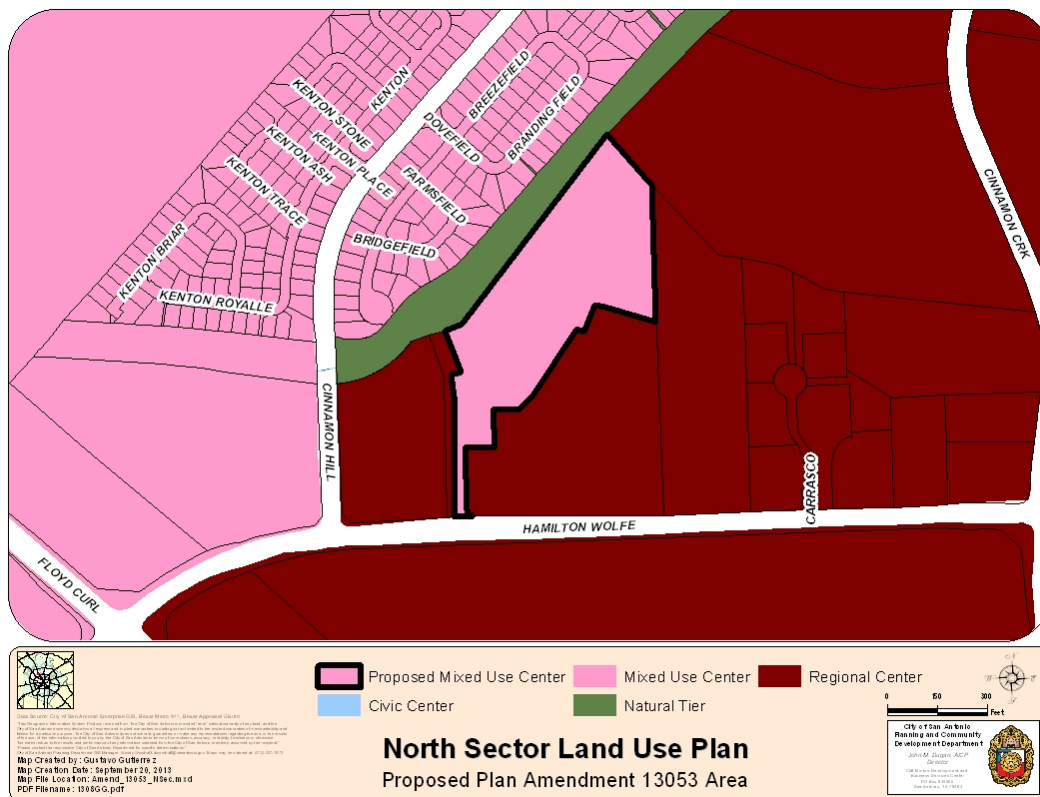 KENTON
KENTON STONE
BREEZEFIELD
BRANDING FIELD
DOVEFIELD
KENTON ASH
KENTON PLACE
KENTON TRACE
FARMSFIELD
CINNAMON CRK
BRIDGEFIELD
KENTON BRIAR
KENTON ROYALLE
CINNAMON HILL
CARRASCO
HAMILTON WOLFE
FLOYD CURL
Proposed Mixed Use Center
Mixed Use Center
Regional Center
Civic Center
Natural Tier
N
W
E
S
0 150 300
Feet
North Sector Land Use Plan
Proposed Plan Amendment 13053 Area
Map Created by: Gustavo Gutierrez
Map Creation Date: September 20, 2013
Map File Location: Amend_13053_NSec.mxd
PDF Filename: 1308GG.pdf
City of San Antonio
Planning and Community
Development Department
John M. Dugan, AICP
Director